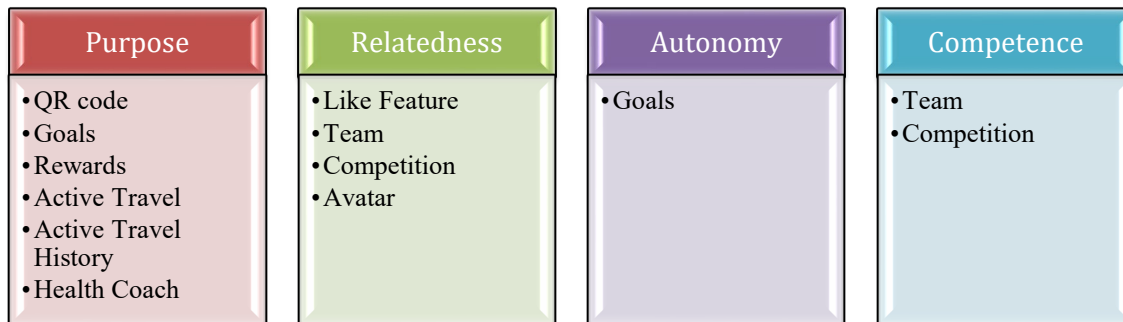 Purpose
•QR code
•Goals
•Rewards
•Active Travel
•Active Travel
History
•Health Coach
Relatedness
•Like Feature
•Team
•Competition
•Avatar
Autonomy
•Goals
Competence
•Team
•Competition